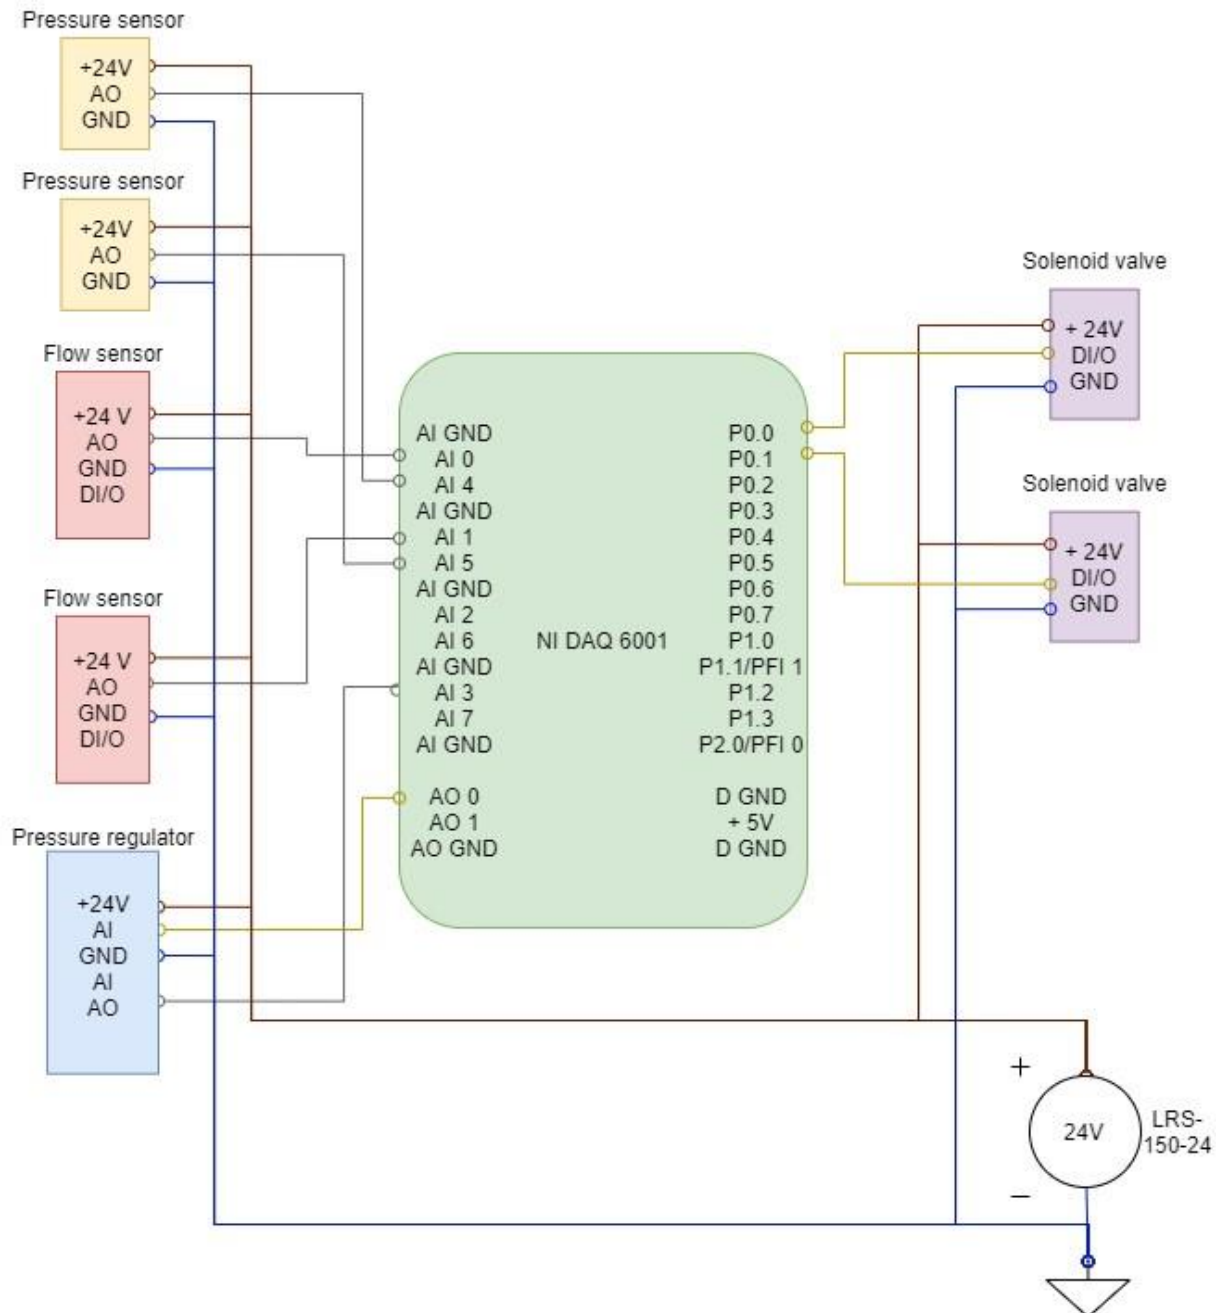 Pressure sensor
+24V
AO
GND
Pressure sensor
+24V
AO
GND
Flow sensor
+24 V
AO
GND
DI/O
Flow sensor
+24 V
AO
GND
DI/O
Pressure regulator
+24V
AI
GND
AI
AO
AI GND
AI 0
AI 4
AI GND
AI 1
AI 5
AI GND
AI 2
AI 6
AI GND
AI 3
AI 7
AI GND
AO 0
AO 1
AO GND
NI DAQ 6001
P0.0
P0.1
P0.2
P0.3
P0.4
P0.5
P0.6
P0.7
P1.0
P1.1/PFI 1
P1.2
P1.3
P2.0/PFI 0
D GND
+ 5V
D GND
Solenoid valve
+ 24V
DI/O
GND
Solenoid valve
+ 24V
DI/O
GND
+
24V
−
LRS-
150-24